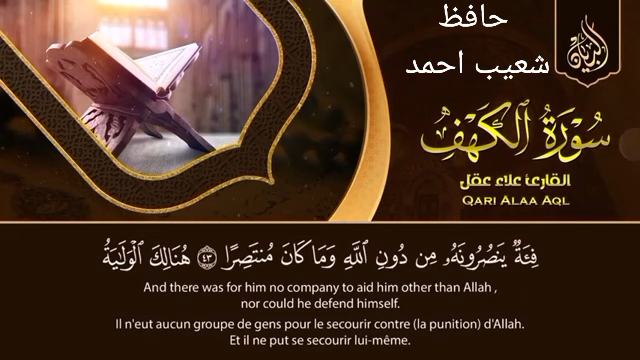 حافظ
شعيب احمد
البيان
سُورَةُ الكَهْفِ
القارئ علاء عقل
QARI ALAA AQL
فِئَةٌ يَنصُرُونَهُۥ مِن دُونِ ٱللَّهِ وَمَا كَانَ مُنتَصِرًا ٤٣ هُنَالِكَ ٱلْوَلَٰيَةُ
And there was for him no company to aid him other than Allah ,
nor could he defend himself.
Il n'eut aucun groupe de gens pour le secourir contre (la punition) d'Allah.
Et il ne put se secourir lui-même.